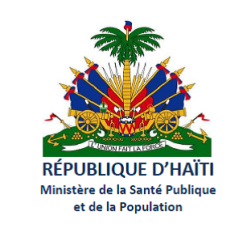 L'UNION FAIT LA FORCE
RÉPUBLIQUE D'HAÏTI
Ministère de la Santé Publique
et de la Population